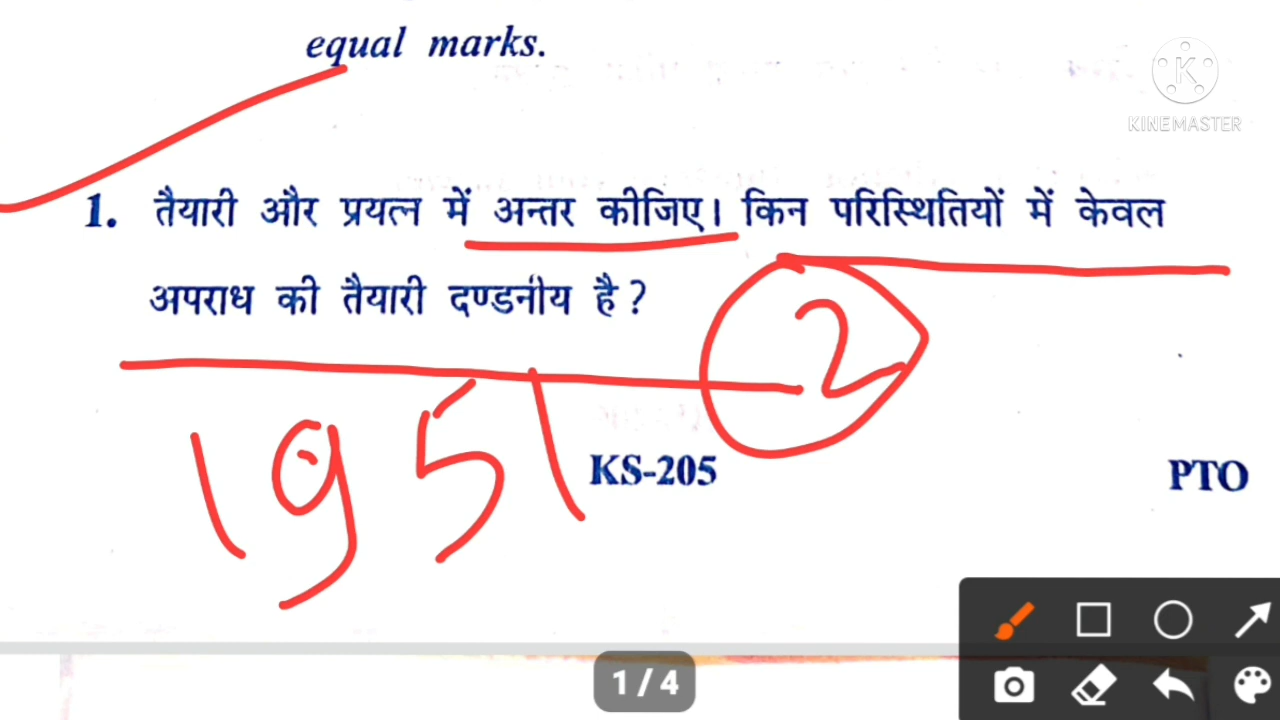 equal marks.
KINEMASTER
1. तैयारी और प्रयत्न में अन्तर कीजिए। किन परिस्थितियों में केवल
अपराध की तैयारी दण्डनीय है?
2
1951
KS-205
PTO
1/4